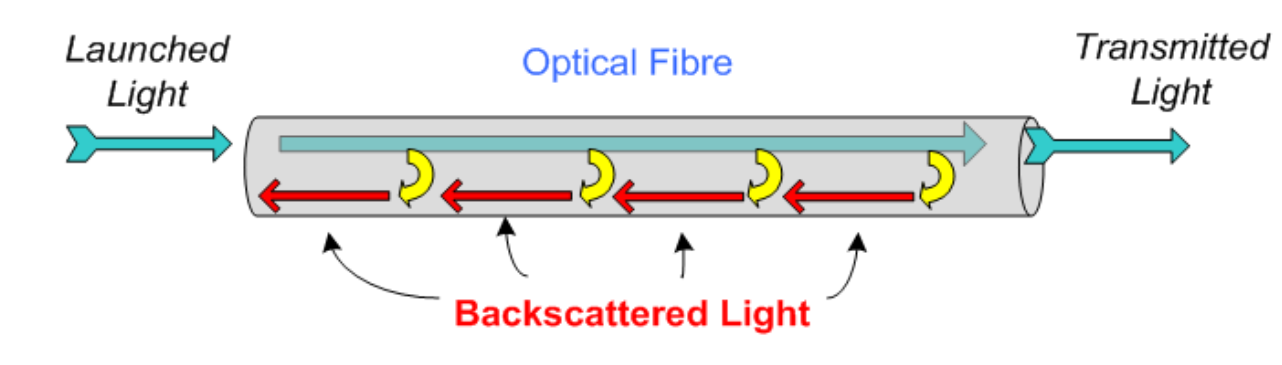 Launched
Light
Optical Fibre
Transmitted
Light
Backscattered Light